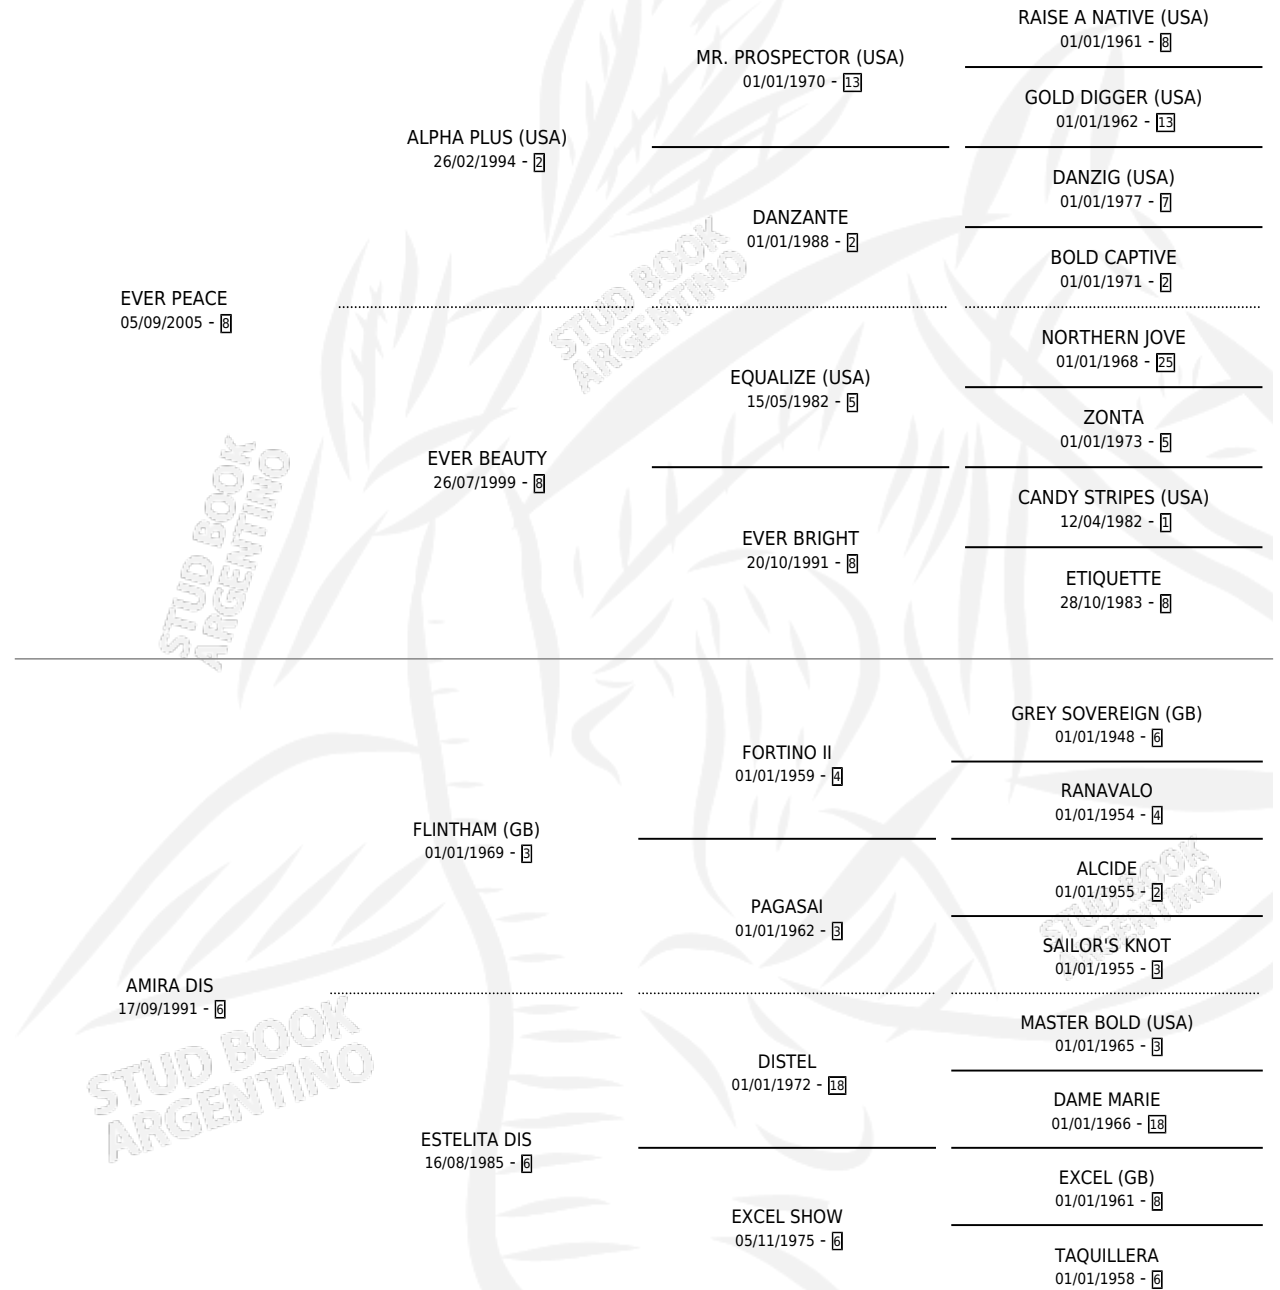 RAISE A NATIVE (USA)
01/01/1961 - 8
MR. PROSPECTOR (USA)
01/01/1970 - 13
GOLD DIGGER (USA)
01/01/1962 - 13
ALPHA PLUS (USA)
26/02/1994 - 2
DANZIG (USA)
01/01/1977 - 7
DANZANTE
01/01/1988 - 2
BOLD CAPTIVE
01/01/1971 - 2
EVER PEACE
05/09/2005 - 8
NORTHERN JOVE
01/01/1968 - 25
EQUALIZE (USA)
15/05/1982 - 5
ZONTA
01/01/1973 - 5
EVER BEAUTY
26/07/1999 - 8
CANDY STRIPES (USA)
12/04/1982 - 1
EVER BRIGHT
20/10/1991 - 8
ETIQUETTE
28/10/1983 - 8
GREY SOVEREIGN (GB)
01/01/1948 - 6
FORTINO II
01/01/1959 - 4
RANAVALO
01/01/1954 - 4
FLINTHAM (GB)
01/01/1969 - 3
ALCIDE
01/01/1955 - 2
PAGASAI
01/01/1962 - 3
SAILOR'S KNOT
01/01/1955 - 3
AMIRA DIS
17/09/1991 - 6
MASTER BOLD (USA)
01/01/1965 - 3
DISTEL
01/01/1972 - 18
DAME MARIE
01/01/1966 - 18
ESTELITA DIS
16/08/1985 - 6
EXCEL (GB)
01/01/1961 - 8
EXCEL SHOW
05/11/1975 - 6
TAQUILLERA
01/01/1958 - 6
STUD BOOK
ARGENTINO
STUD BOOK
ARGENTINO
STUD BOOK
ARGENTINO
STUD BOOK
ARGENTINO